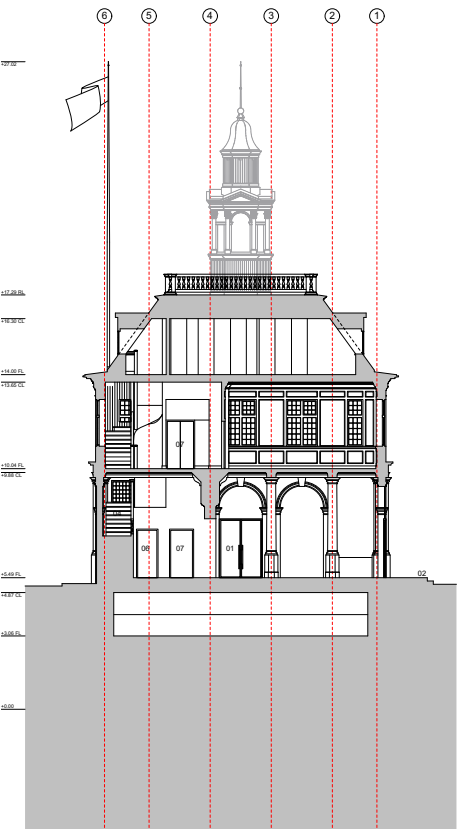 6 5 4 3 2 1
+27.02
+17.29 RL
+16.30 CL
+14.00 FL
+13.65 CL
07
+10.04 FL
+9.88 CL
06 07 01
+5.49 FL
02
+4.87 CL
+3.06 FL
+0.00